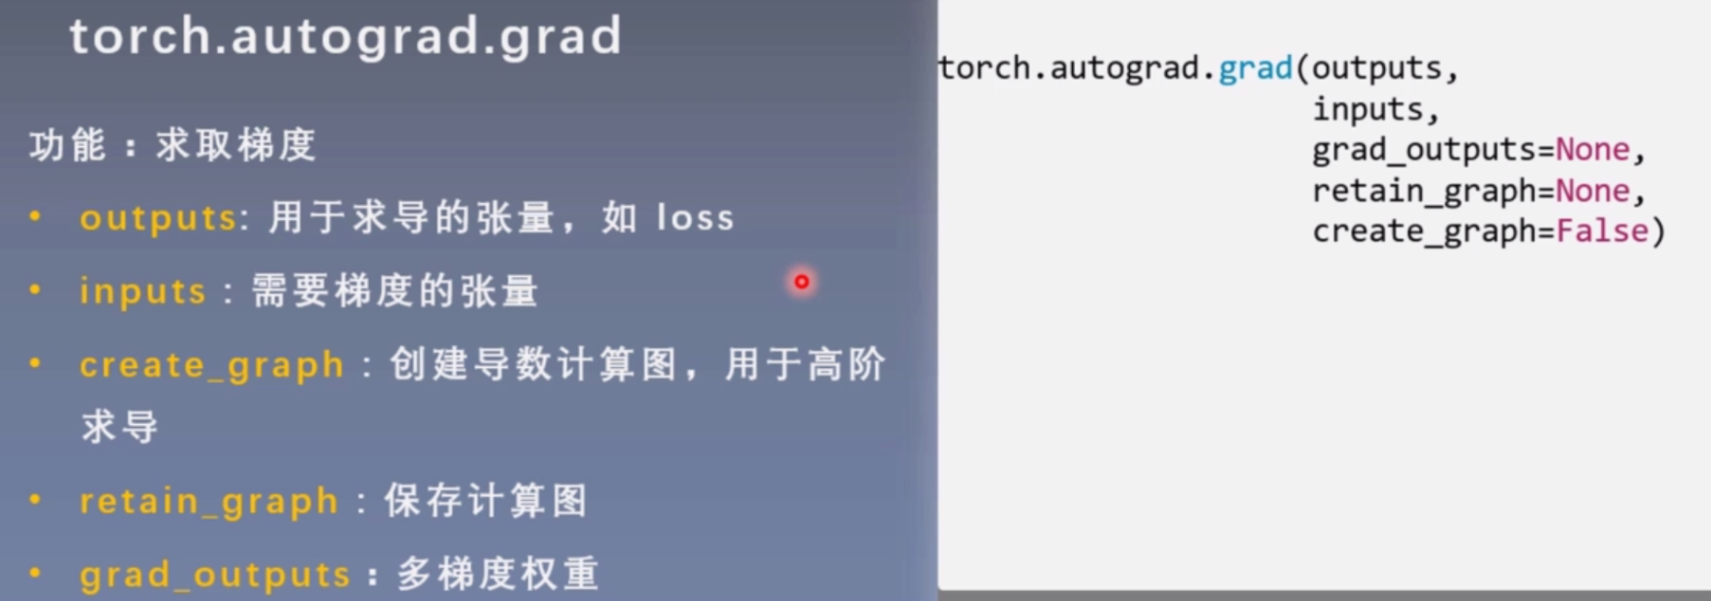 torch.autograd.grad
功能：求取梯度
• outputs: 用于求导的张量，如 loss
• inputs : 需要梯度的张量
• create_graph : 创建导数计算图，用于高阶
求导
• retain_graph : 保存计算图
• grad_outputs：多梯度权重
torch.autograd.grad(outputs,
inputs,
grad_outputs=None,
retain_graph=None,
create_graph=False)